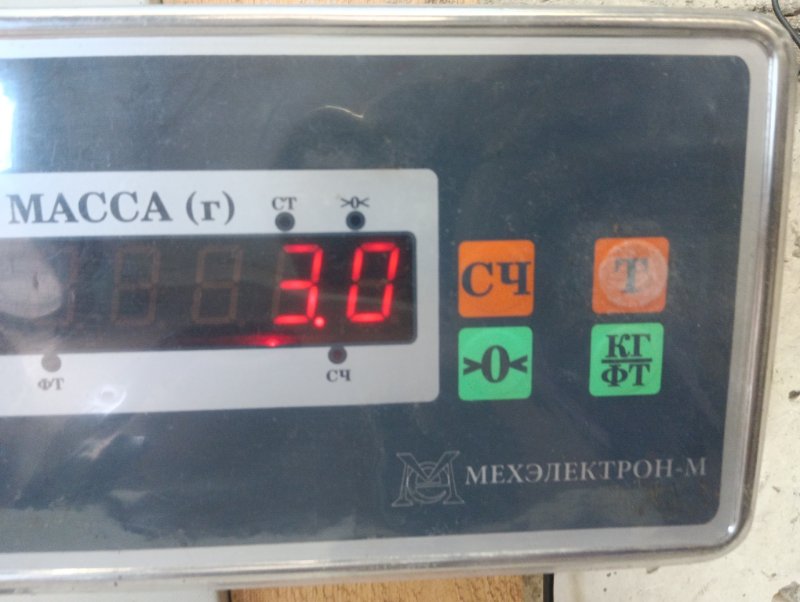 МАССА (г)
СТ
>0<
3.0
ФТ
СЧ
СЧ
Т
>0<
КГ
ФТ
МЕХЭЛЕКТРОН-М